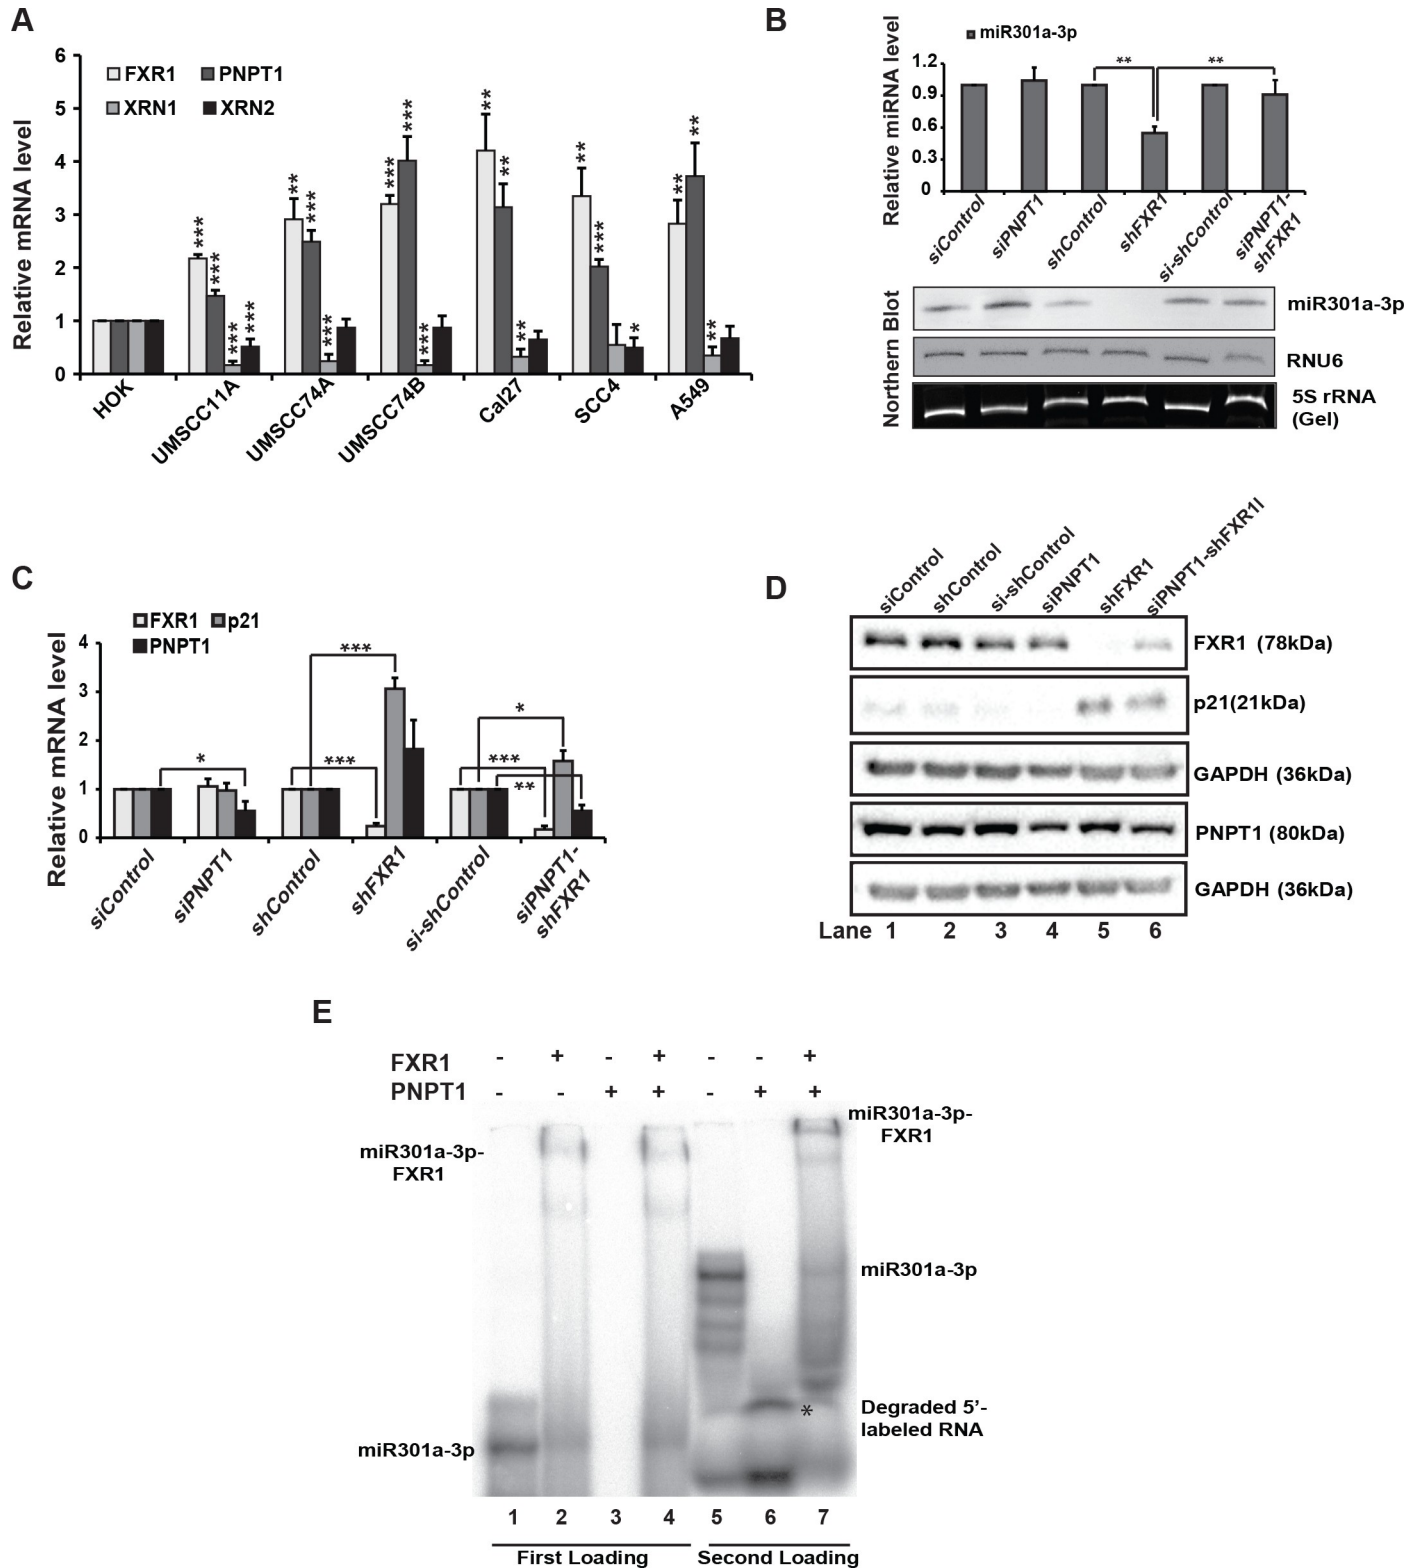 A
Relative mRNA level
6
5
4
3
2
1
0
FXR1
PNPT1
XRN1
XRN2
***
***
***
***
**
***
***
***
***
***
**
**
**
**
***
*
**
**
**
HOK
UMSCC11A
UMSCC74A
UMSCC74B
Cal27
SCC4
A549
B
Relative miRNA level
miR301a-3p
1.2
0.9
0.6
0.3
0
**
**
siControl
siPNPT1
shControl
shFXR1
si-shControl
siPNPT1-
shFXR1
Northern Blot
miR301a-3p
RNU6
5S rRNA
(Gel)
C
Relative mRNA level
FXR1
p21
PNPT1
4
3
2
1
0
*
***
***
*
***
**
siControl
siPNPT1
shControl
shFXR1
si-shControl
siPNPT1-
shFXR1
D
siControl
shControl
si-shControl
siPNPT1
shFXR1
siPNPT1-shFXR1l
FXR1 (78kDa)
p21(21kDa)
GAPDH (36kDa)
PNPT1 (80kDa)
GAPDH (36kDa)
Lane 1 2 3 4 5 6
E
FXR1 - + - + - - +
PNPT1 - - + + - + +
miR301a-3p-
FXR1
miR301a-3p-
FXR1
miR301a-3p
miR301a-3p
Degraded 5’-
labeled RNA
*
1 2 3 4 5 6 7
First Loading
Second Loading